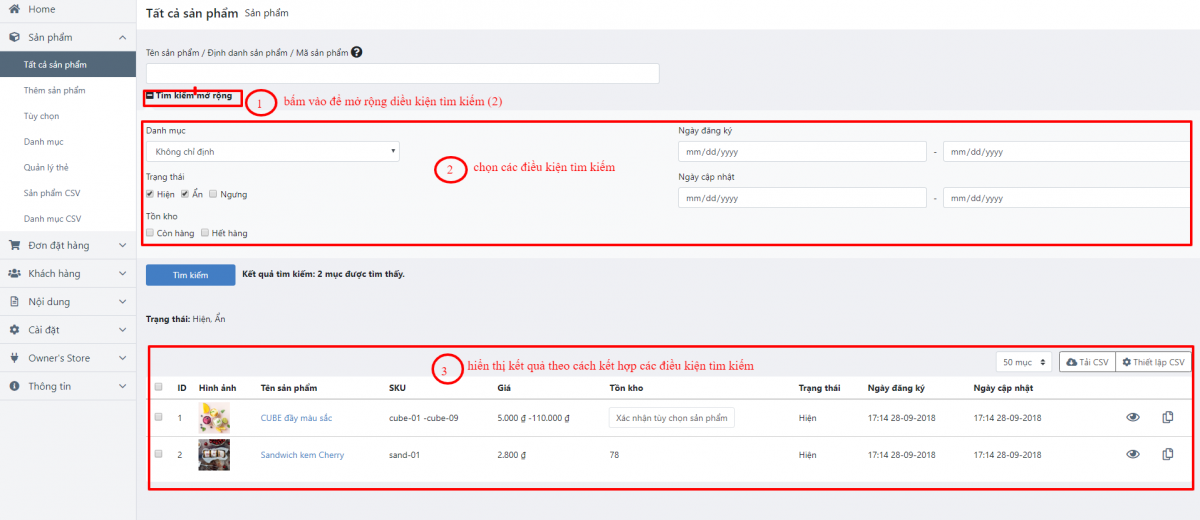 Home
Sản phẩm
Tất cả sản phẩm
Thêm sản phẩm
Tùy chọn
Danh mục
Quản lý thẻ
Sản phẩm CSV
Danh mục CSV
Đơn đặt hàng
Khách hàng
Nội dung
Cài đặt
Owner's Store
Thông tin
Tất cả sản phẩm Sản phẩm
Tên sản phẩm / Định danh sản phẩm / Mã sản phẩm ?
Tìm kiếm mở rộng
1 bấm vào để mở rộng điều kiện tìm kiếm (2)
Danh mục
Không chỉ định
Trạng thái
Hiện Ẩn Ngưng
Tồn kho
Còn hàng Hết hàng
2 chọn các điều kiện tìm kiếm
Ngày đăng ký
mm/dd/yyyy - mm/dd/yyyy
Ngày cập nhật
mm/dd/yyyy - mm/dd/yyyy
Tìm kiếm Kết quả tìm kiếm: 2 mục được tìm thấy.
Trạng thái: Hiện, Ẩn
3 hiển thị kết quả theo cách kết hợp các điều kiện tìm kiếm
50 mục Tải CSV Thiết lập CSV
ID Hình ảnh Tên sản phẩm SKU Giá Tồn kho Trạng thái Ngày đăng ký Ngày cập nhật
1 CUBE đầy màu sắc cube-01 -cube-09 5.000 ₫ -110.000 ₫ Xác nhận tùy chọn sản phẩm Hiện 17:14 28-09-2018 17:14 28-09-2018
2 Sandwich kem Cherry sand-01 2.800 ₫ 78 Hiện 17:14 28-09-2018 17:14 28-09-2018